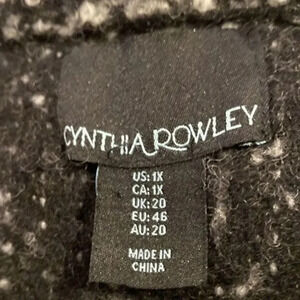 CYNTHIA ROWLEY
US: 1X
CA: 1X
UK: 20
EU: 46
AU: 20
MADE IN
CHINA